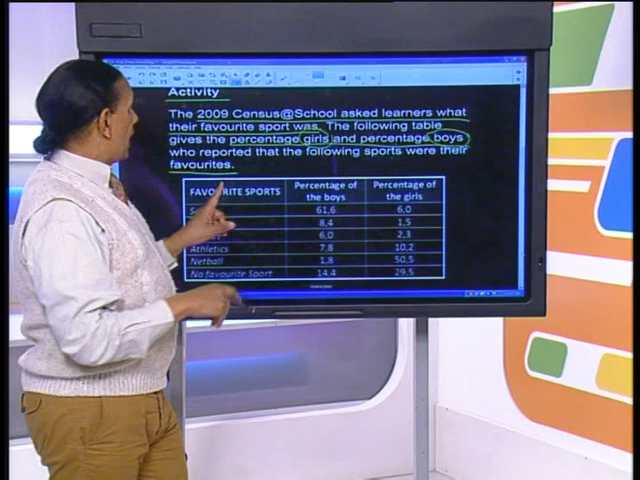 Activity
The 2009 Census@School asked learners what
their favourite sport was. The following table
gives the percentage girls and percentage boys
who reported that the following sports were their
favourites.
FAVOURITE SPORTS Percentage of the boys Percentage of the girls
61,6 6,0
8,4 1,5
6,0 2,3
Athletics 7,8 10,2
Netball 1,8 50,5
No favourite Sport 14,4 29,5